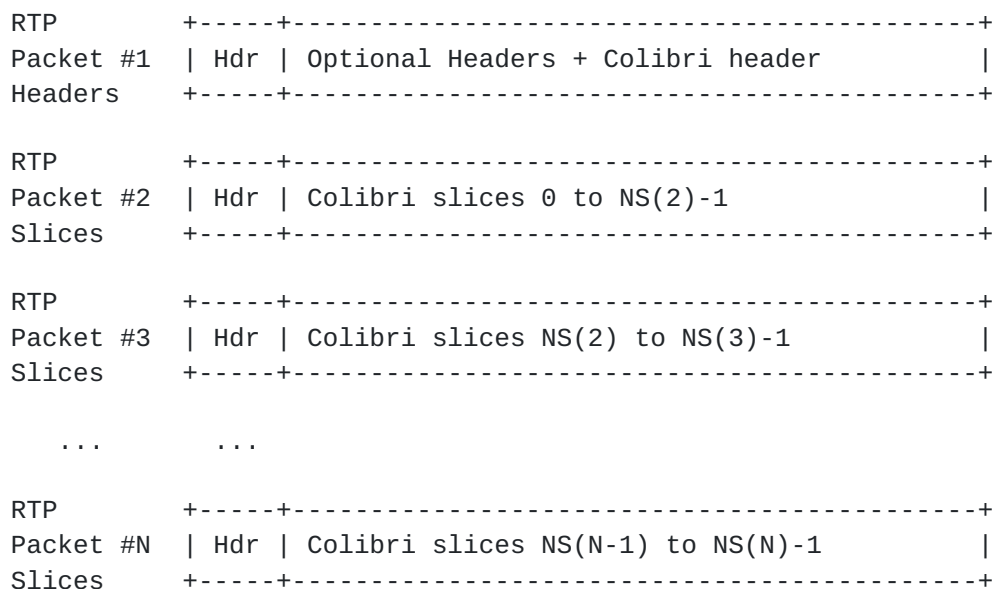 RTP       +-----+-------------------------------------------+
Packet #1 | Hdr | Optional Headers + Colibri header         |
Headers   +-----+-------------------------------------------+
RTP       +-----+-------------------------------------------+
Packet #2 | Hdr | Colibri slices 0 to NS(2)-1               |
Slices    +-----+-------------------------------------------+
RTP       +-----+-------------------------------------------+
Packet #3 | Hdr | Colibri slices NS(2) to NS(3)-1           |
Slices    +-----+-------------------------------------------+
   ...       ...
RTP       +-----+-------------------------------------------+
Packet #N | Hdr | Colibri slices NS(N-1) to NS(N)-1         |
Slices    +-----+-------------------------------------------+